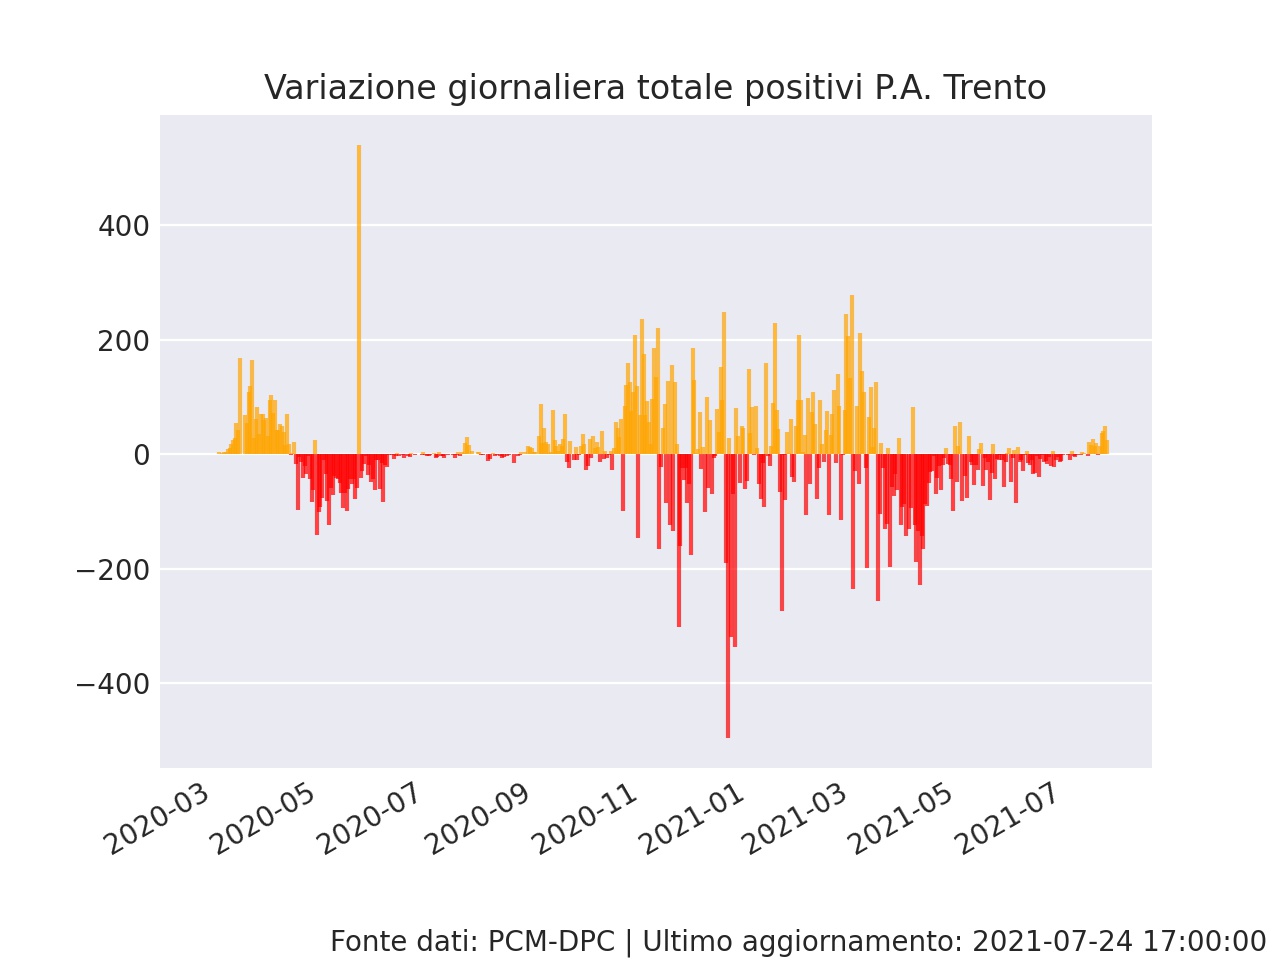 Variazione giornaliera totale positivi P.A. Trento
400
200
0
−200
−400
2020-03 2020-05 2020-07 2020-09 2020-11 2021-01 2021-03 2021-05 2021-07
Fonte dati: PCM-DPC | Ultimo aggiornamento: 2021-07-24 17:00:00